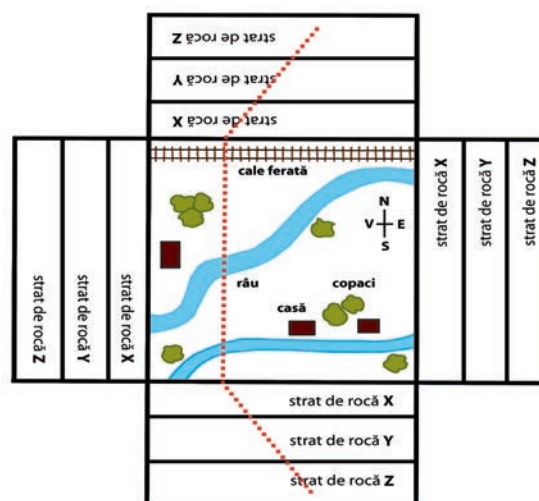 strat de rocă Z
strat de rocă Y
strat de rocă X
cale ferată
N
V E
S
râu
copaci
casă
strat de rocă Z
strat de rocă Y
strat de rocă X
strat de rocă X
strat de rocă Y
strat de rocă Z
strat de rocă X
strat de rocă Y
strat de rocă Z